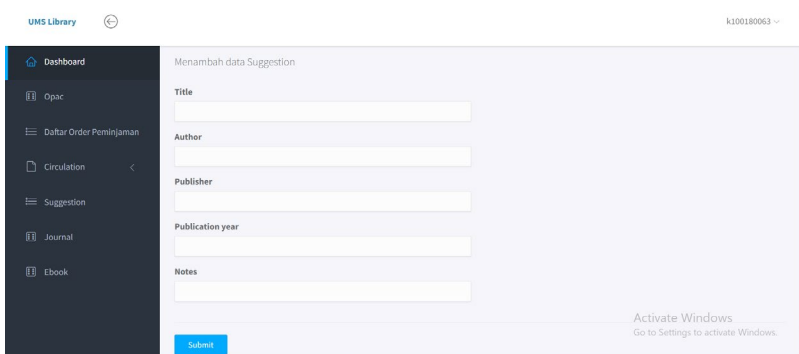 UMS Library
k100180063
Dashboard
Opac
Daftar Order Peminjaman
Circulation
Suggestion
Journal
Ebook
Menambah data Suggestion
Title
Author
Publisher
Publication year
Notes
Submit
Activate Windows
Go to Settings to activate Windows.